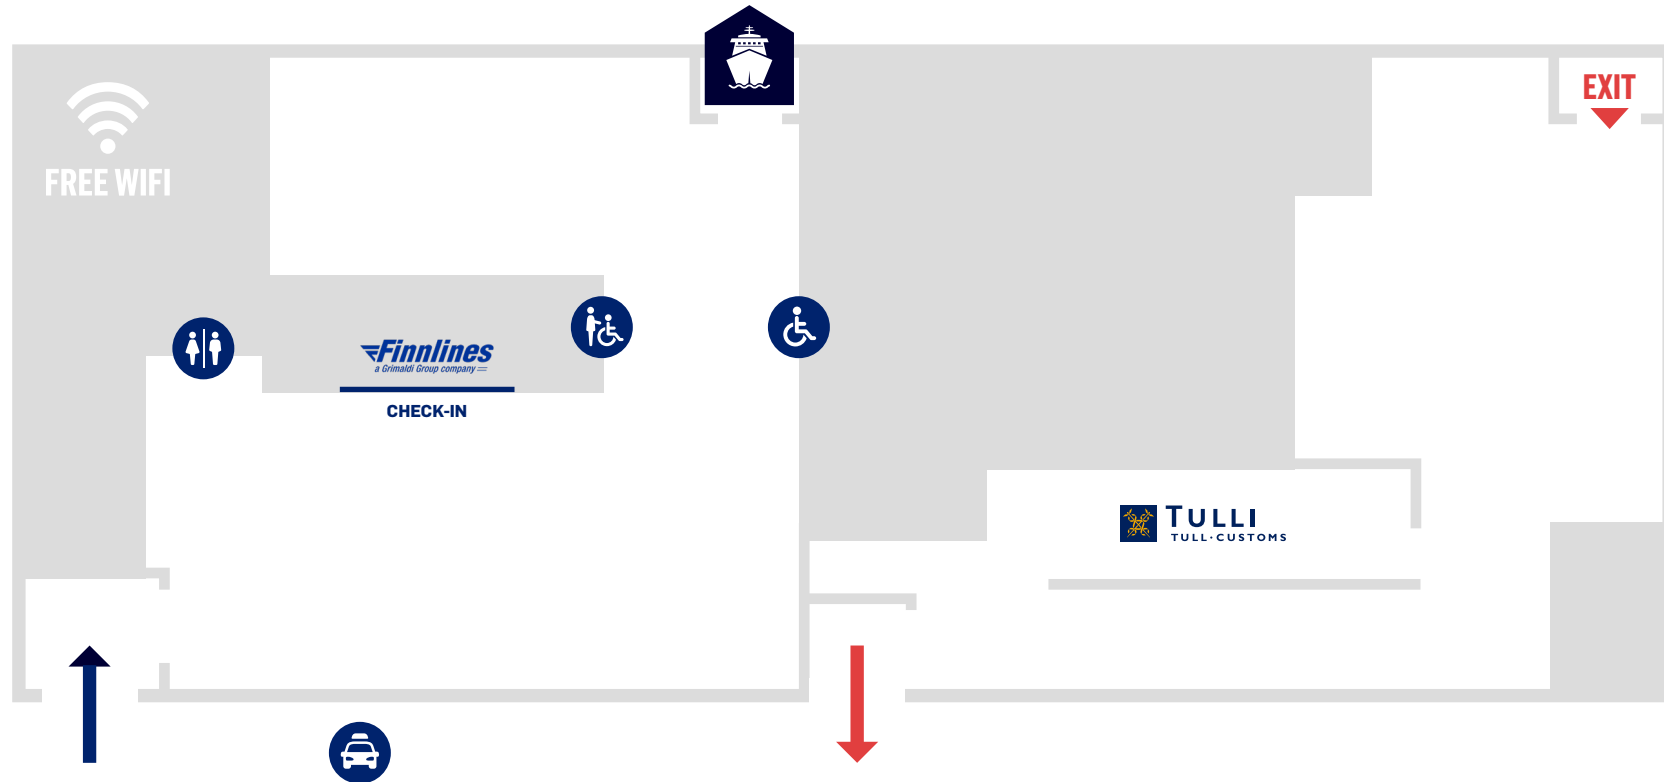 FREE WIFI
EXIT
Finnlines
a Grimaldi Group company
CHECK-IN
TULLI
TULL·CUSTOMS